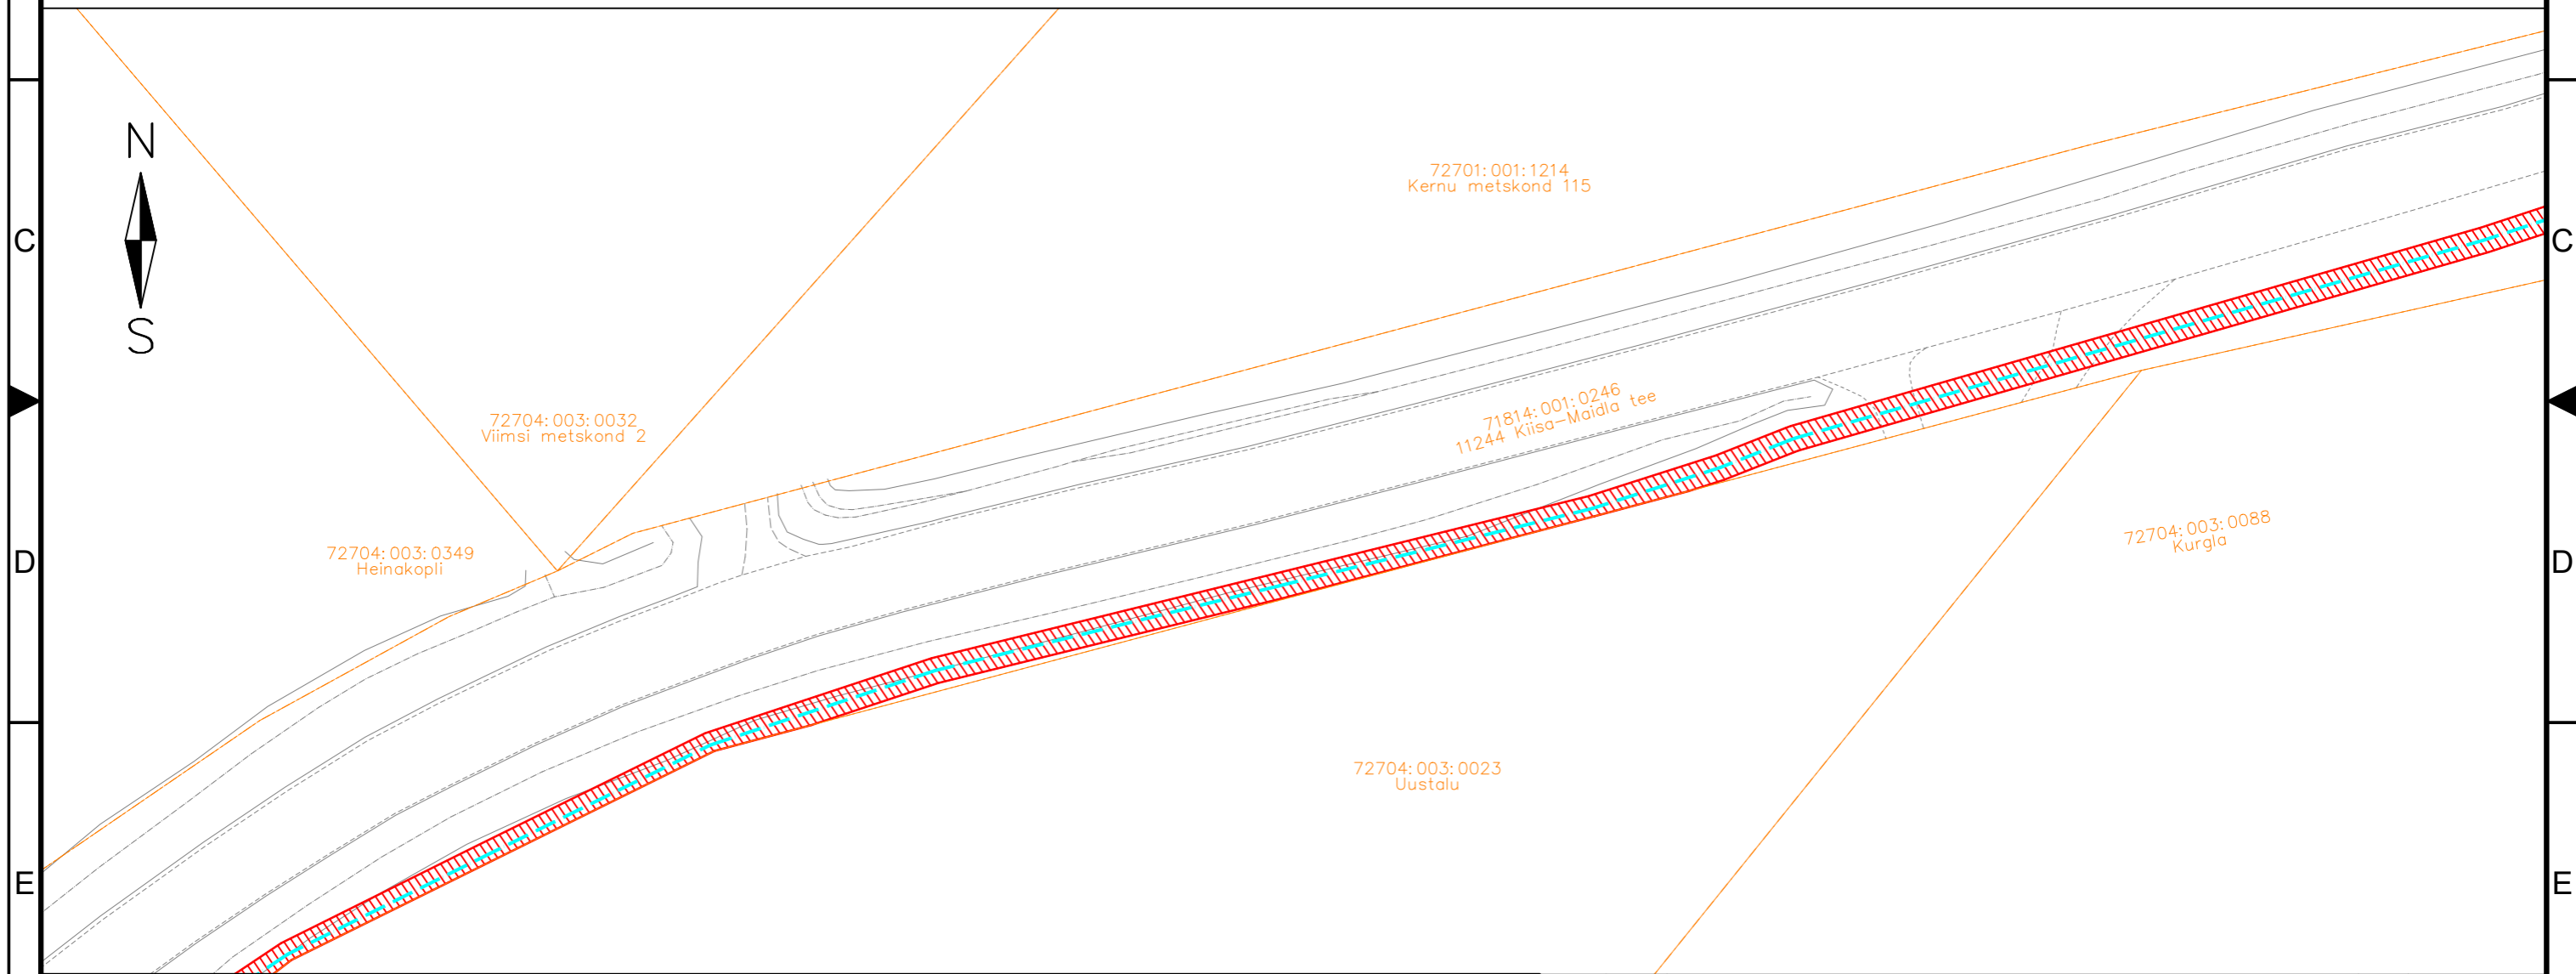 N
72701:001:1214
Kernu metskond 115
C
C
S
71814:001:0246
11244 Kiisa-Maidla tee
72704:003:0032
Viimsi metskond 2
72704:003:0088
Kurgla
72704:003:0349
Heinakopli
D
D
72704:003:0023
Uustalu
E
E